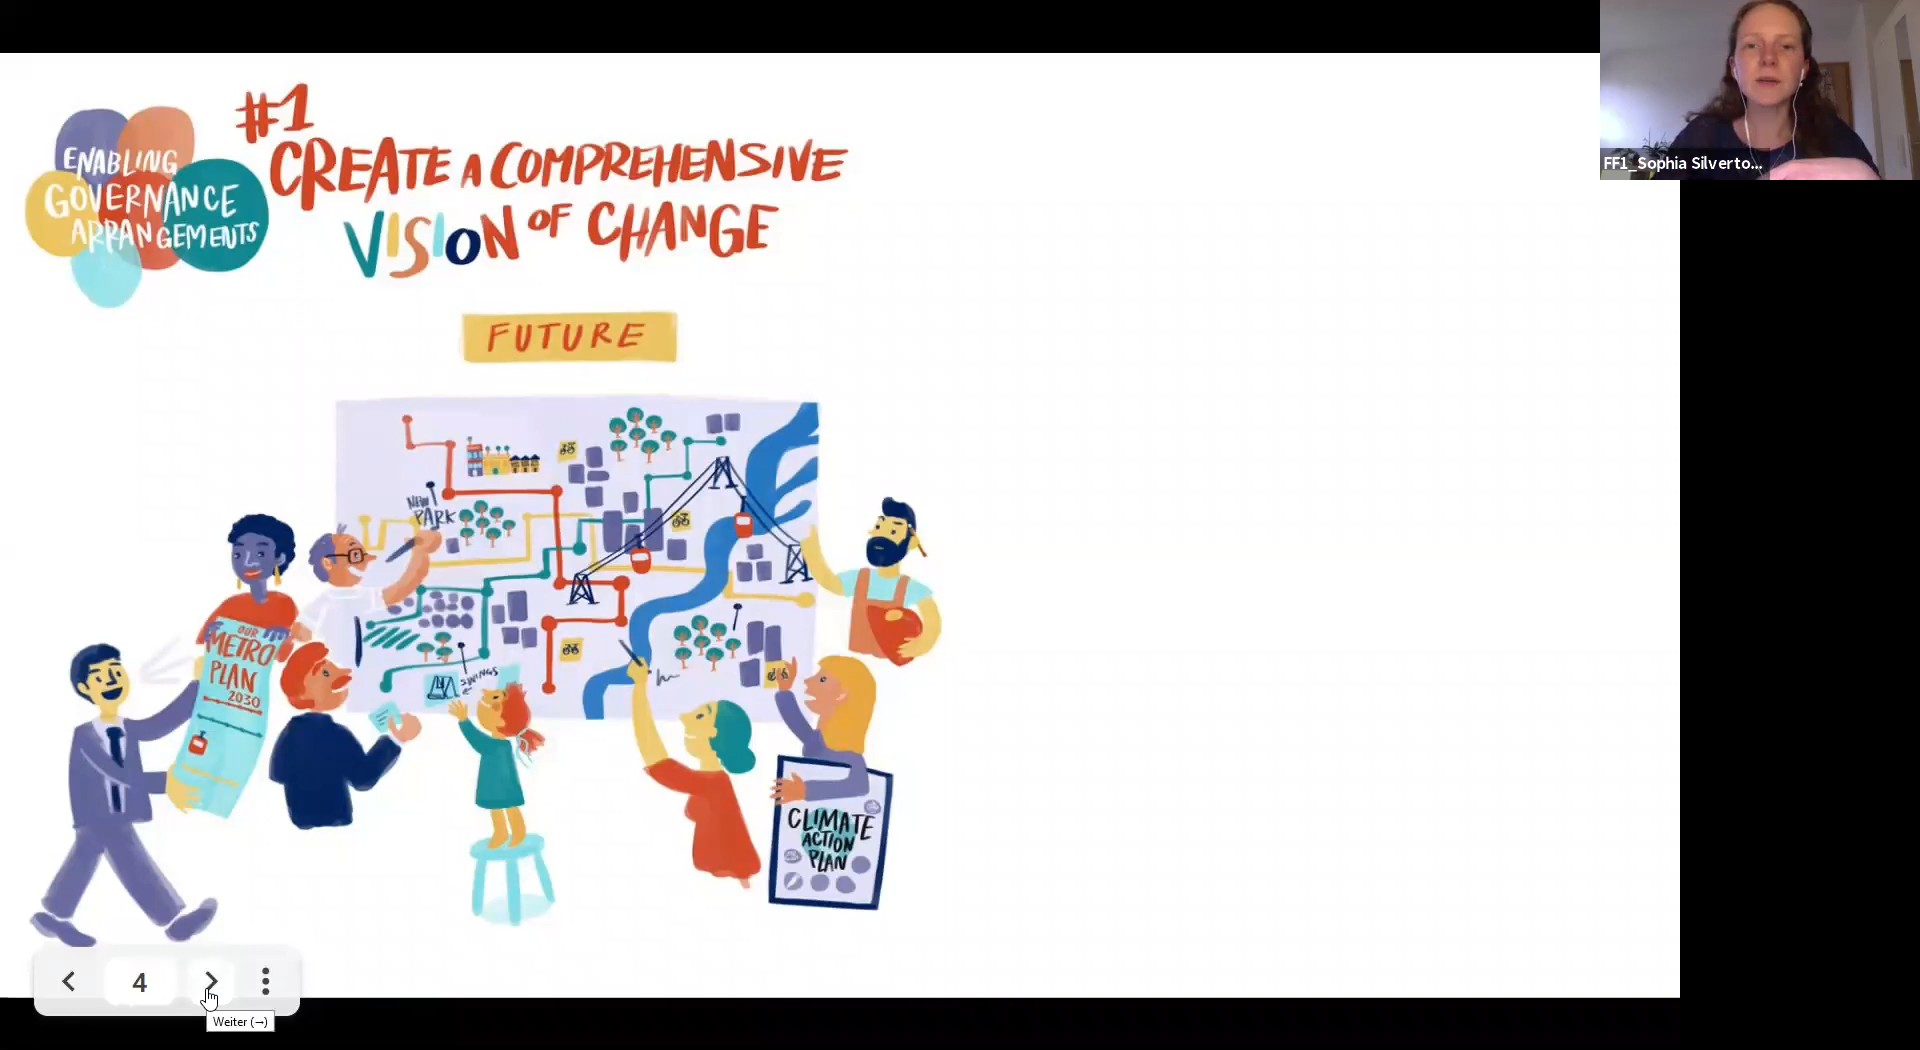 #1
CREATE A COMPREHENSIVE
VISION OF CHANGE
ENABLING
GOVERNANCE
ARRANGEMENTS
FUTURE
NEW
PARK
SWINGS
OUR
METRO
PLAN
2030
CLIMATE
ACTION
PLAN
FF1_Sophia Silverto...
4
Weiter (→)